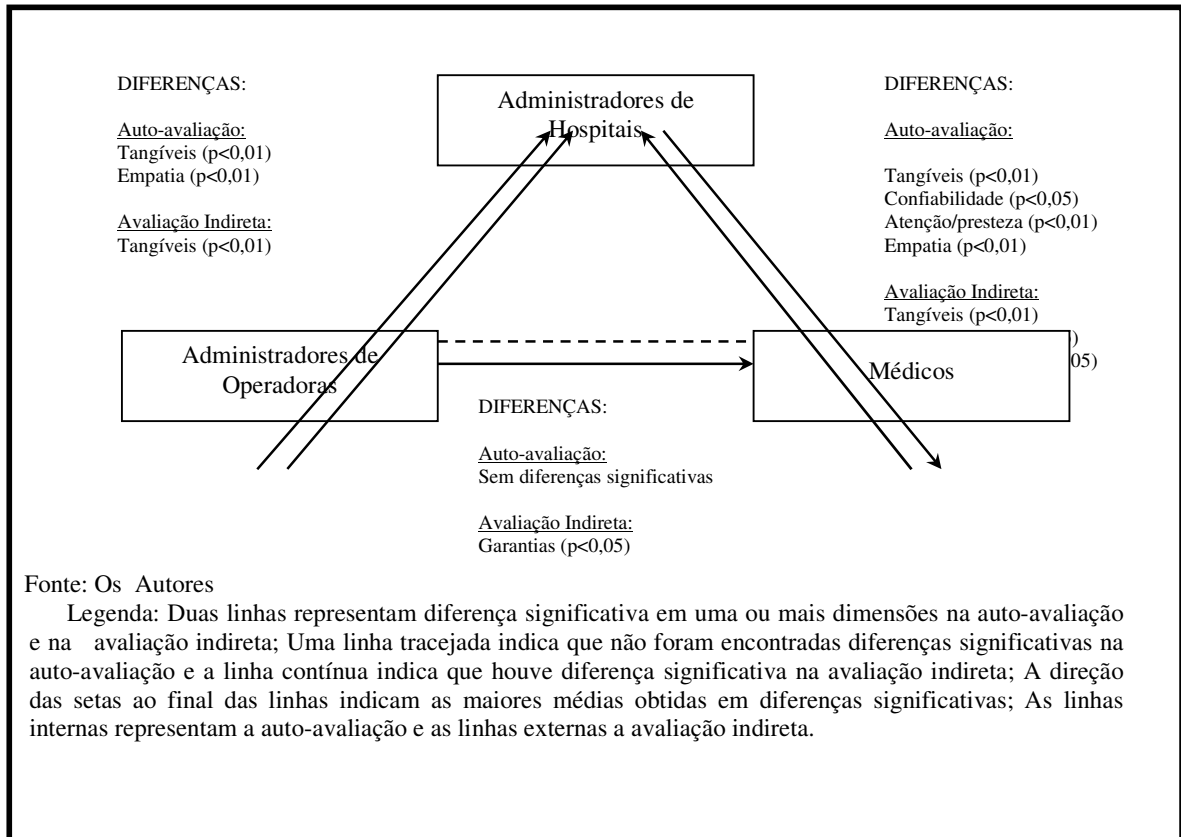 DIFERENÇAS:
Auto-avaliação:
Tangíveis (p<0,01)
Empatia (p<0,01)
Avaliação Indireta:
Tangíveis (p<0,01)
Administradores de
Hospitais
DIFERENÇAS:
Auto-avaliação:
Tangíveis (p<0,01)
Confiabilidade (p<0,05)
Atenção/presteza (p<0,01)
Empatia (p<0,01)
Avaliação Indireta:
Tangíveis (p<0,01)
)
05)
Administradores de
Operadoras
Médicos
DIFERENÇAS:
Auto-avaliação:
Sem diferenças significativas
Avaliação Indireta:
Garantias (p<0,05)
Fonte: Os Autores
Legenda: Duas linhas representam diferença significativa em uma ou mais dimensões na auto-avaliação
e na avaliação indireta; Uma linha tracejada indica que não foram encontradas diferenças significativas na
auto-avaliação e a linha contínua indica que houve diferença significativa na avaliação indireta; A direção
das setas ao final das linhas indicam as maiores médias obtidas em diferenças significativas; As linhas
internas representam a auto-avaliação e as linhas externas a avaliação indireta.